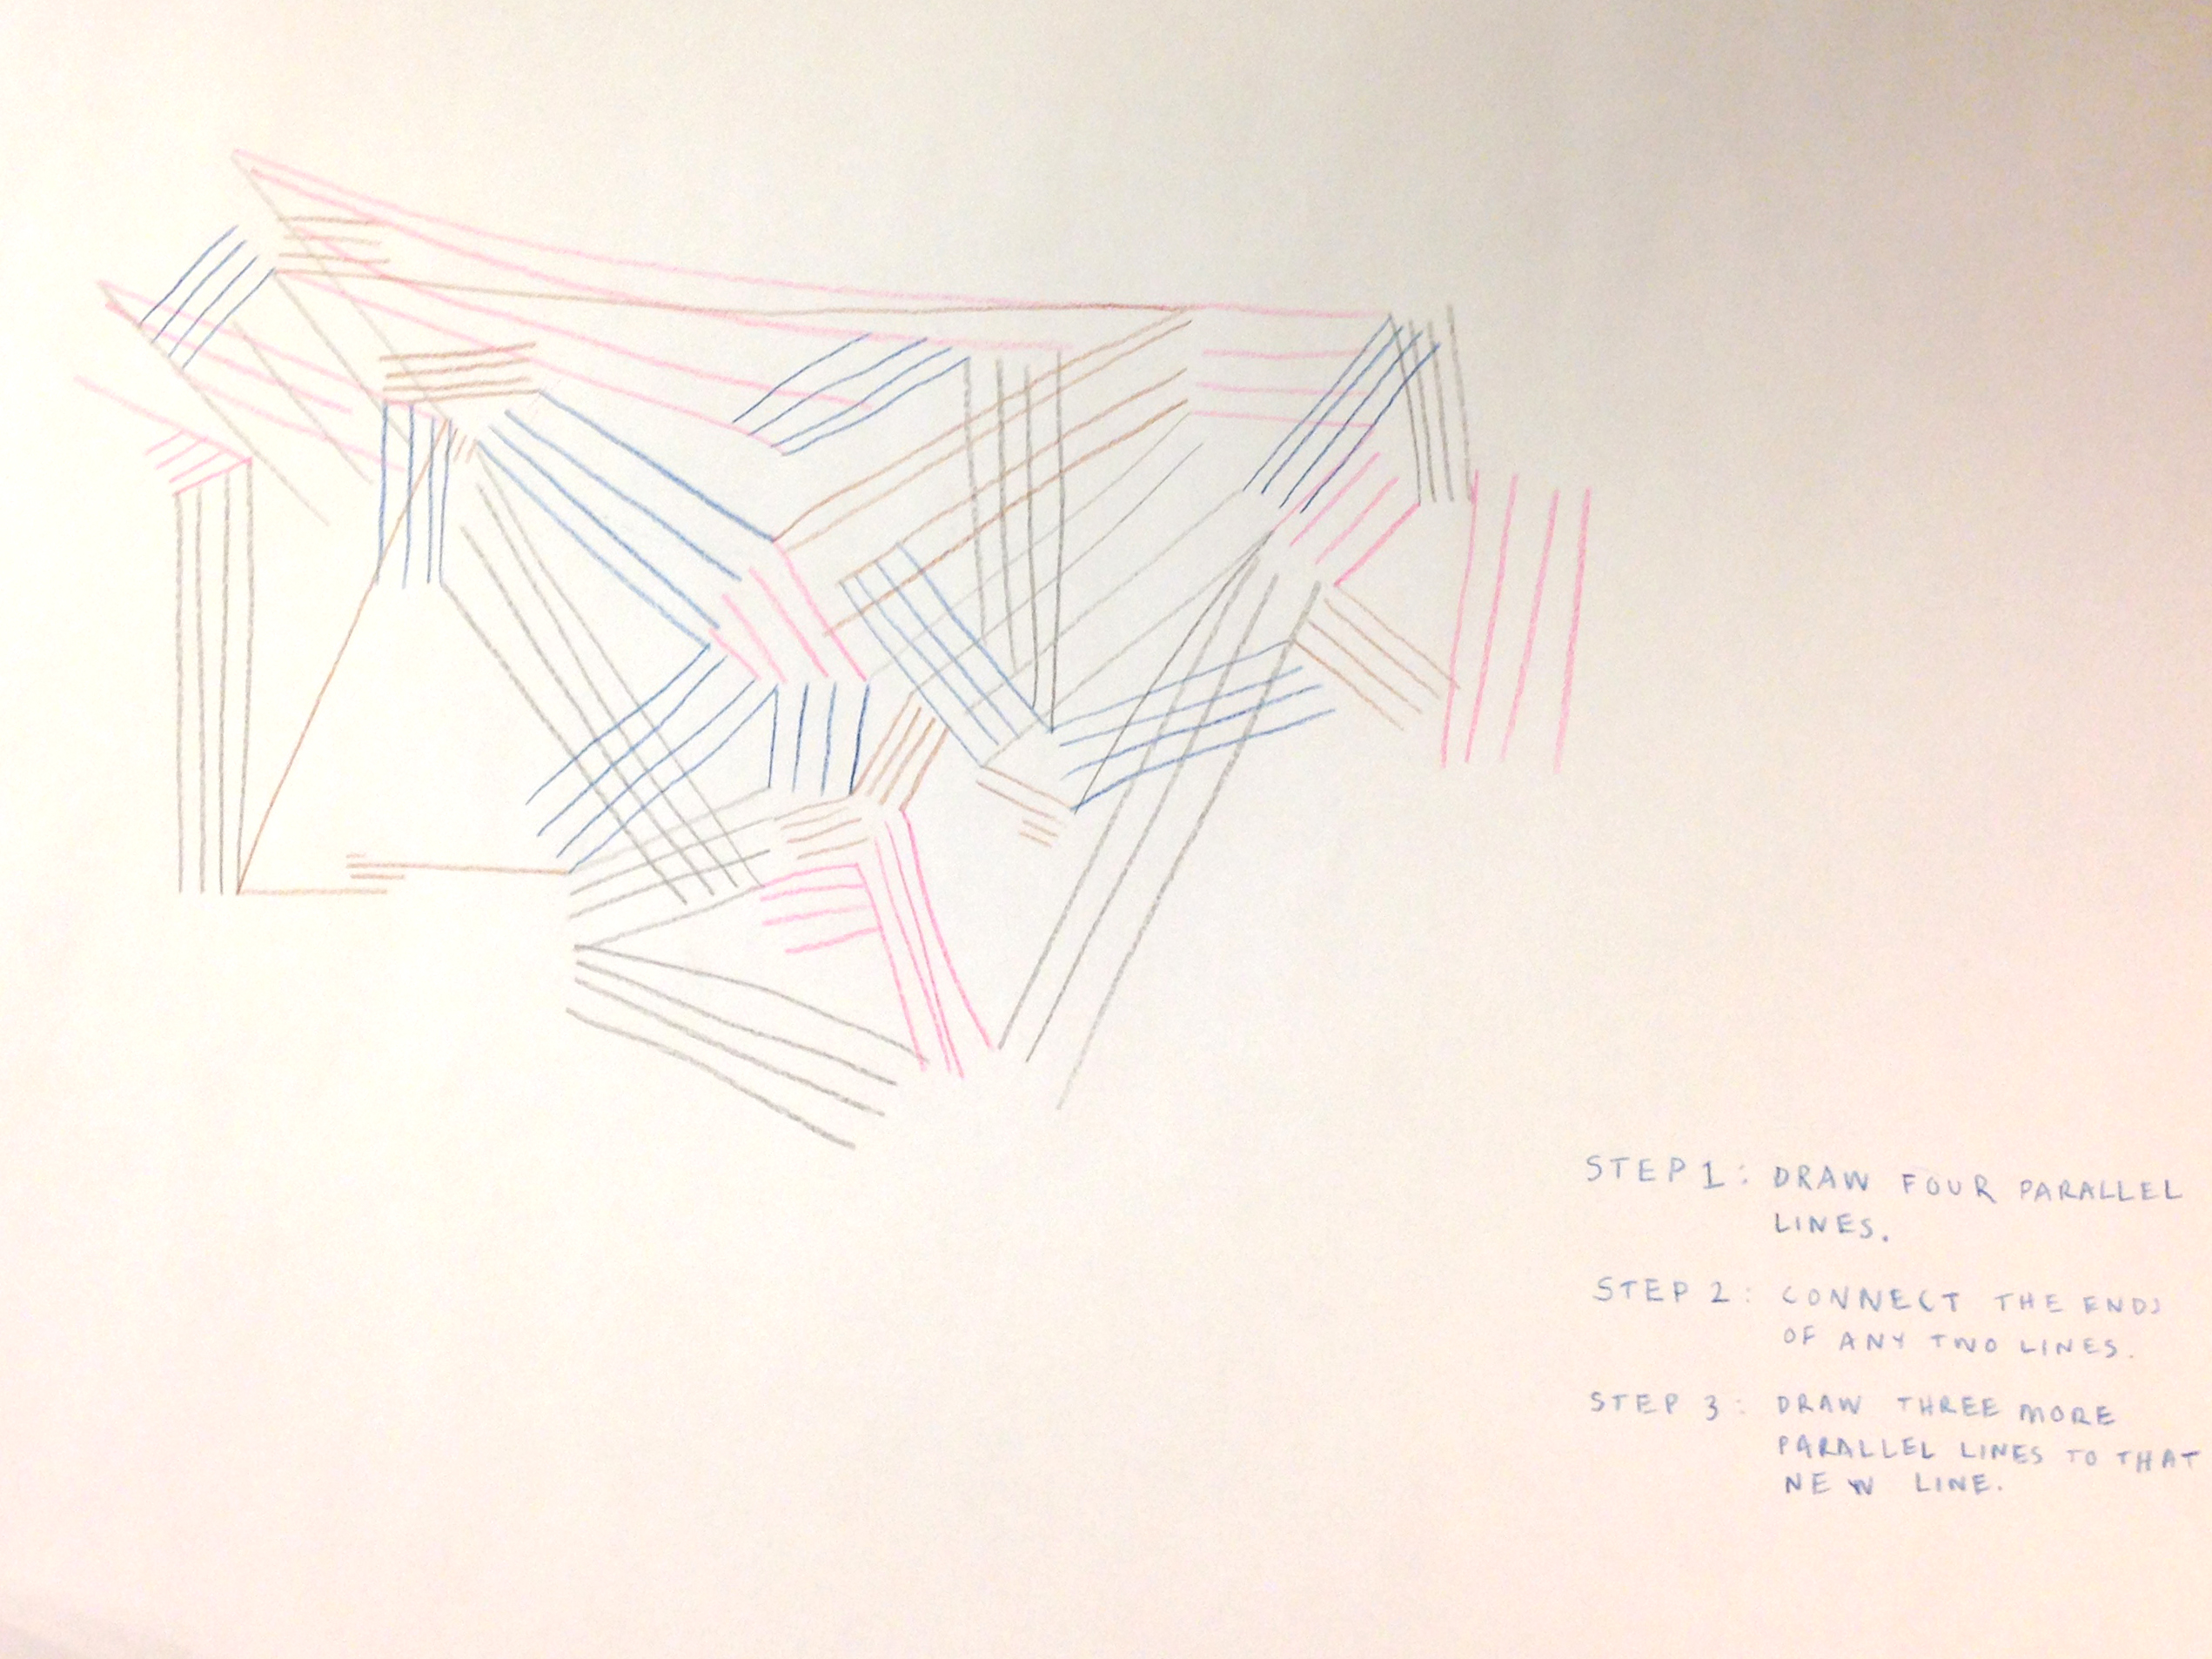 STEP 1: DRAW FOUR PARALLEL
LINES.
STEP 2: CONNECT THE ENDS
OF ANY TWO LINES.
STEP 3: DRAW THREE MORE
PARALLEL LINES TO THAT
NEW LINE.